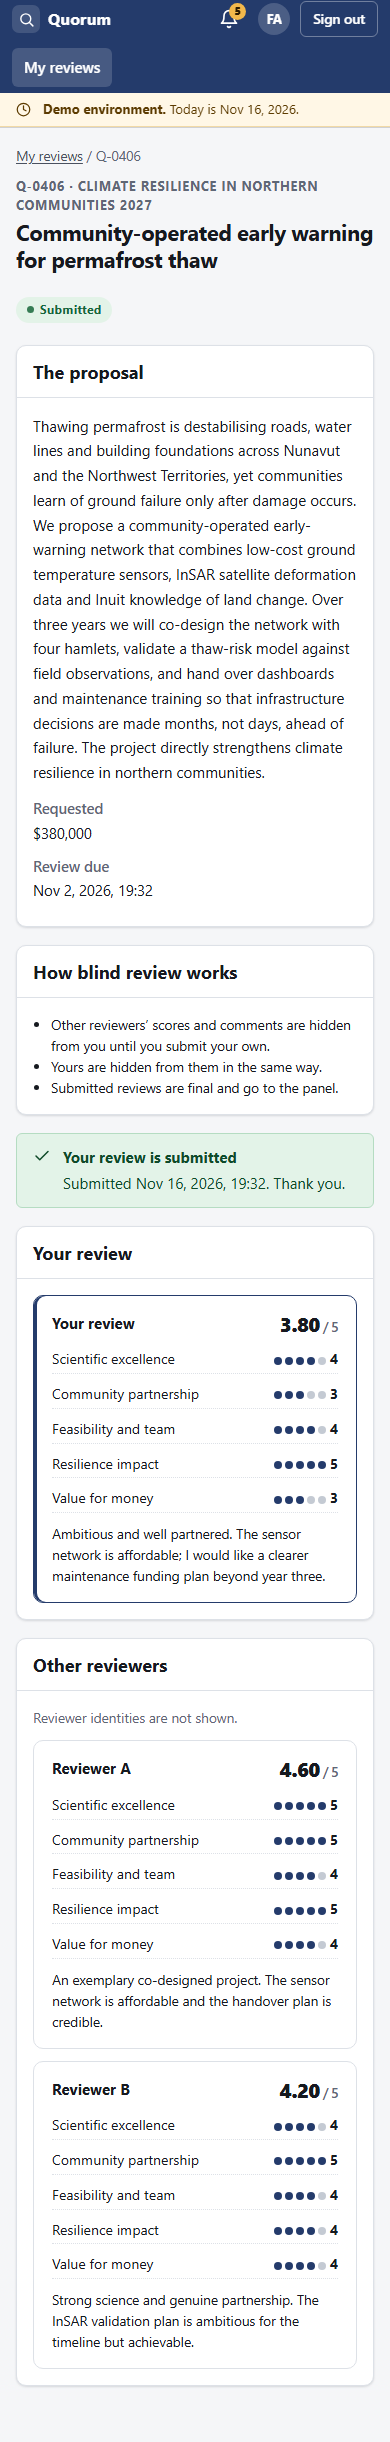 Quorum
5
FA
Sign out
My reviews
Demo environment. Today is Nov 16, 2026.
My reviews / Q-0406
Q-0406 · CLIMATE RESILIENCE IN NORTHERN
COMMUNITIES 2027
Community-operated early warning
for permafrost thaw
Submitted
The proposal
Thawing permafrost is destabilising roads, water
lines and building foundations across Nunavut
and the Northwest Territories, yet communities
learn of ground failure only after damage occurs.
We propose a community-operated early-
warning network that combines low-cost ground
temperature sensors, InSAR satellite deformation
data and Inuit knowledge of land change. Over
three years we will co-design the network with
four hamlets, validate a thaw-risk model against
field observations, and hand over dashboards
and maintenance training so that infrastructure
decisions are made months, not days, ahead of
failure. The project directly strengthens climate
resilience in northern communities.
Requested
$380,000
Review due
Nov 2, 2026, 19:32
How blind review works
• Other reviewers’ scores and comments are hidden
from you until you submit your own.
• Yours are hidden from them in the same way.
• Submitted reviews are final and go to the panel.
Your review is submitted
Submitted Nov 16, 2026, 19:32. Thank you.
Your review
Your review 3.80 / 5
Scientific excellence 4
Community partnership 3
Feasibility and team 4
Resilience impact 5
Value for money 3
Ambitious and well partnered. The sensor
network is affordable; I would like a clearer
maintenance funding plan beyond year three.
Other reviewers
Reviewer identities are not shown.
Reviewer A 4.60 / 5
Scientific excellence 5
Community partnership 5
Feasibility and team 4
Resilience impact 5
Value for money 4
An exemplary co-designed project. The sensor
network is affordable and the handover plan is
credible.
Reviewer B 4.20 / 5
Scientific excellence 4
Community partnership 5
Feasibility and team 4
Resilience impact 4
Value for money 4
Strong science and genuine partnership. The
InSAR validation plan is ambitious for the
timeline but achievable.